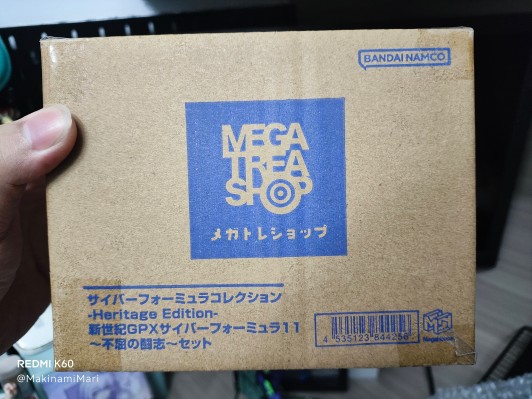 BANDAI NAMCO
MEGA
TREA
SHOP
メガトレショップ
サイバーフォーミュラコレクション
-Heritage Edition-
新世紀GPXサイバーフォーミュラ11
～不屈の闘志～セット
REDMI K60
@MakinamiMari